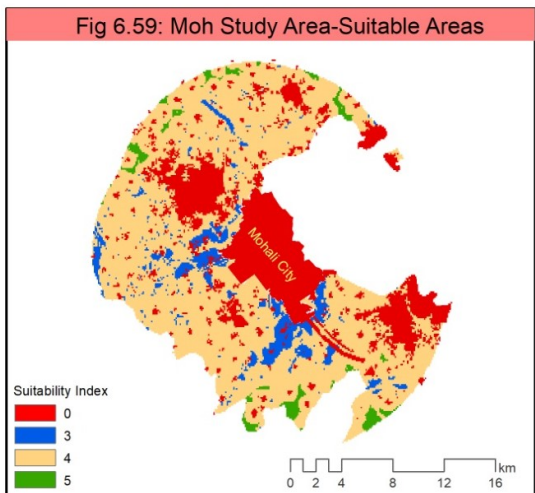 Fig 6.59: Moh Study Area-Suitable Areas
Mohali City
Suitability Index
0
3
4
5
km
0 2 4 8 12 16